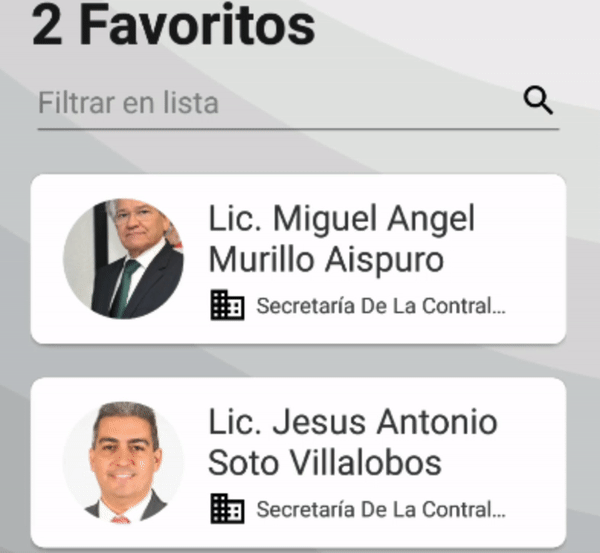 2 Favoritos
Filtrar en lista
Lic. Miguel Angel
Murillo Aispuro
Secretaría De La Contral...
Lic. Jesus Antonio
Soto Villalobos
Secretaría De La Contral...